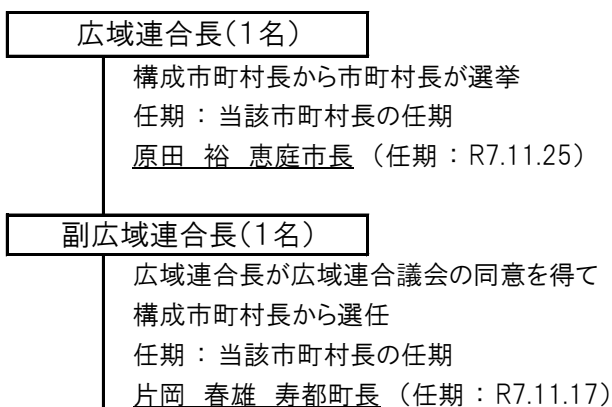 広域連合長（1名）
構成市町村長から市町村長が選挙
任期：当該市町村長の任期
原田　裕　恵庭市長（任期：R7.11.25）
副広域連合長（1名）
広域連合長が広域連合議会の同意を得て
構成市町村長から選任
任期：当該市町村長の任期
片岡　春雄　寿都町長（任期：R7.11.17）